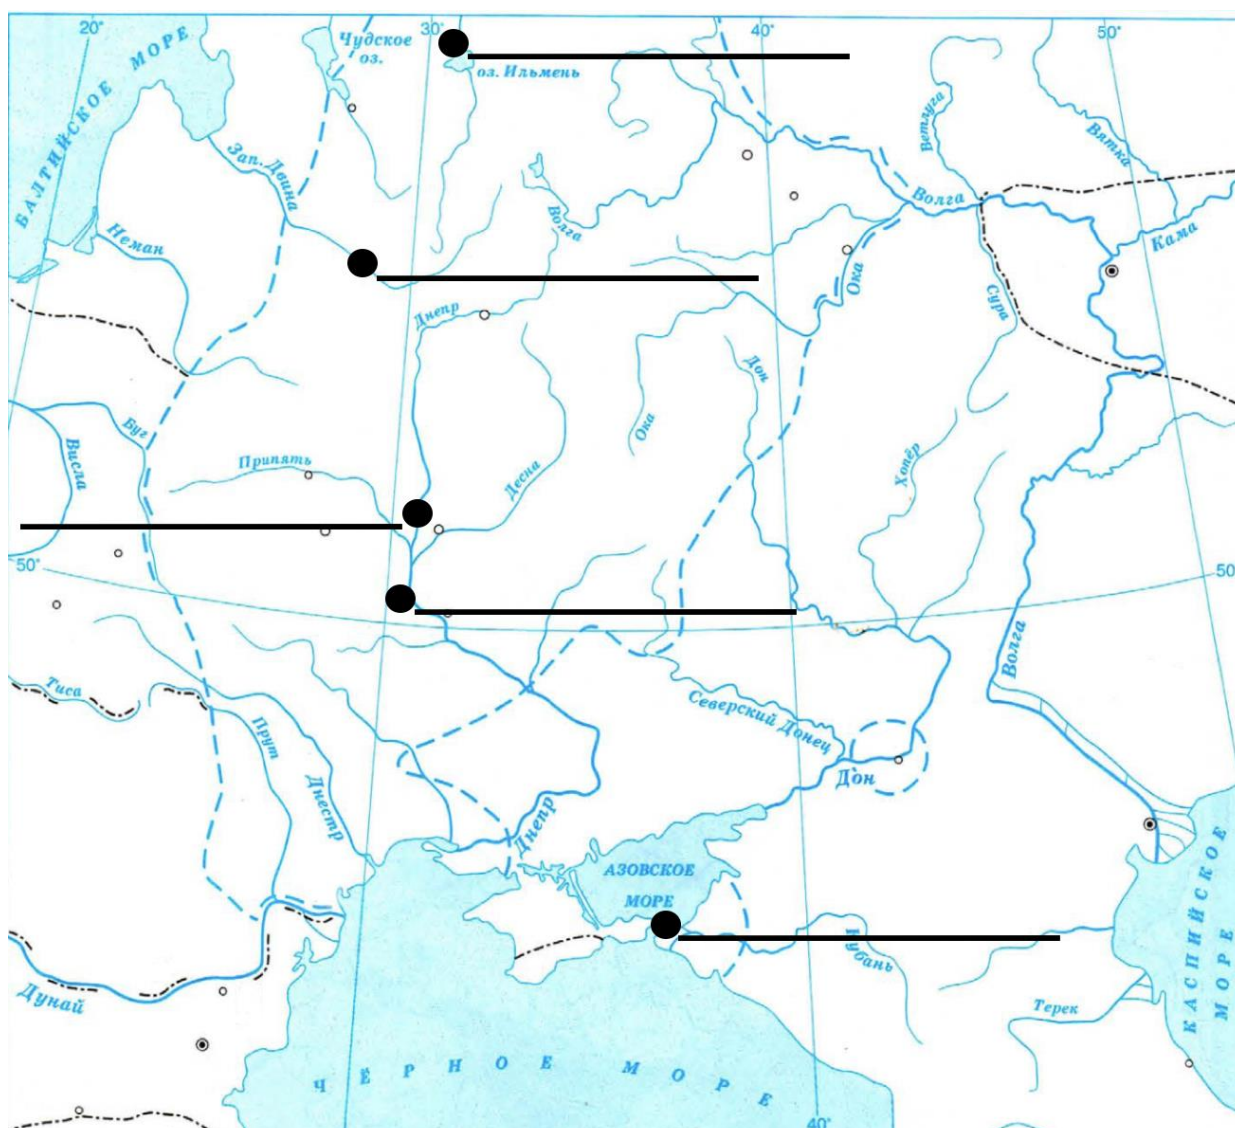 20°
30°
40°
50°
БАЛТИЙСКОЕ МОРЕ
Чудское
оз.
оз. Ильмень
Ветлуга
Вятка
Зап. Двина
Волга
Волга
Кама
Неман
Ока
Сура
Днепр
Дон
Буг
Висла
Припять
Десна
Ока
Хопёр
50°
50°
Волга
Тиса
Прут
Днестр
Северский Донец
Дон
Днепр
АЗОВСКОЕ
МОРЕ
Кубань
КАСПИЙСКОЕ
МОРЕ
Дунай
Терек
ЧЁРНОЕ МОРЕ
40°